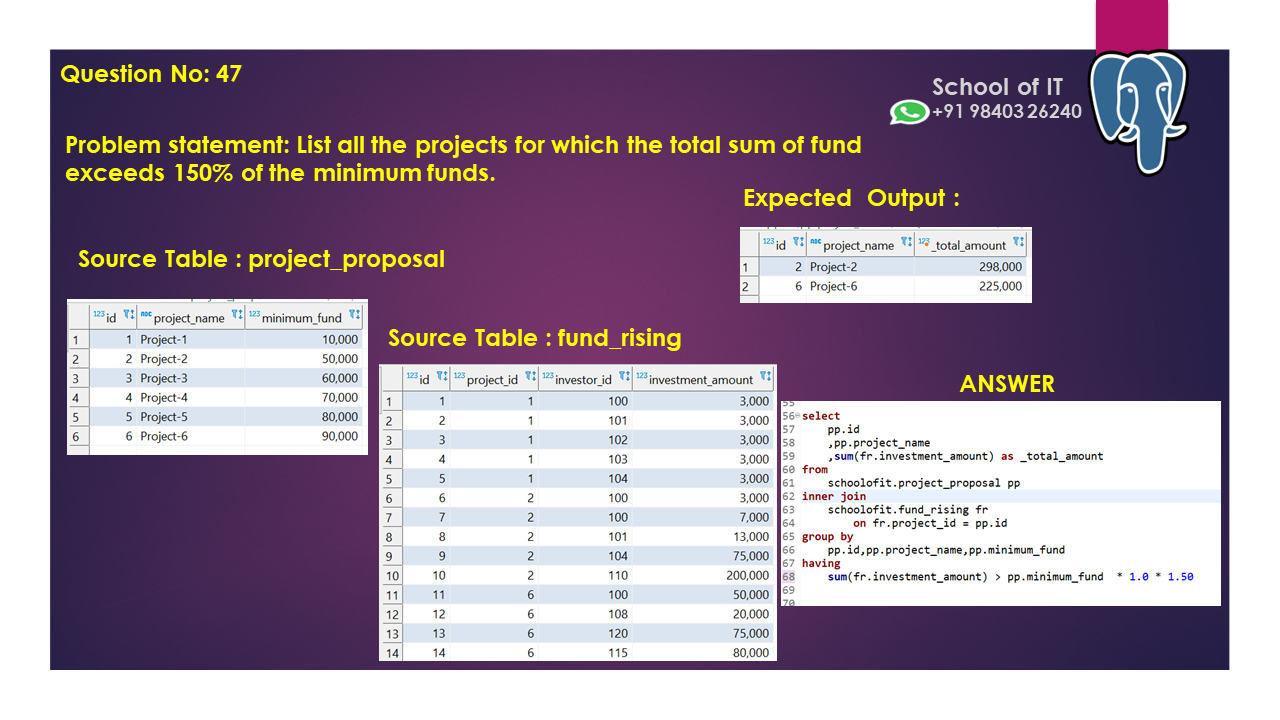 Question No: 47
School of IT
+91 98403 26240
Problem statement: List all the projects for which the total sum of fund
exceeds 150% of the minimum funds.
Expected Output :
123 id ABC project_name 123 _total_amount
1 2 Project-2 298,000
2 6 Project-6 225,000
Source Table : project_proposal
123 id ABC project_name 123 minimum_fund
1 1 Project-1 10,000
2 2 Project-2 50,000
3 3 Project-3 60,000
4 4 Project-4 70,000
5 5 Project-5 80,000
6 6 Project-6 90,000
Source Table : fund_rising
123 id 123 project_id 123 investor_id 123 investment_amount
1 1 1 100 3,000
2 2 1 101 3,000
3 3 1 102 3,000
4 4 1 103 3,000
5 5 1 104 3,000
6 6 2 100 3,000
7 7 2 100 7,000
8 8 2 101 13,000
9 9 2 104 75,000
10 10 2 110 200,000
11 11 6 100 50,000
12 12 6 108 20,000
13 13 6 120 75,000
14 14 6 115 80,000
ANSWER
55
56 select
57 pp.id
58 ,pp.project_name
59 ,sum(fr.investment_amount) as _total_amount
60 from
61 schoolofit.project_proposal pp
62 inner join
63 schoolofit.fund_rising fr
64 on fr.project_id = pp.id
65 group by
66 pp.id,pp.project_name,pp.minimum_fund
67 having
68 sum(fr.investment_amount) > pp.minimum_fund * 1.0 * 1.50
69
70